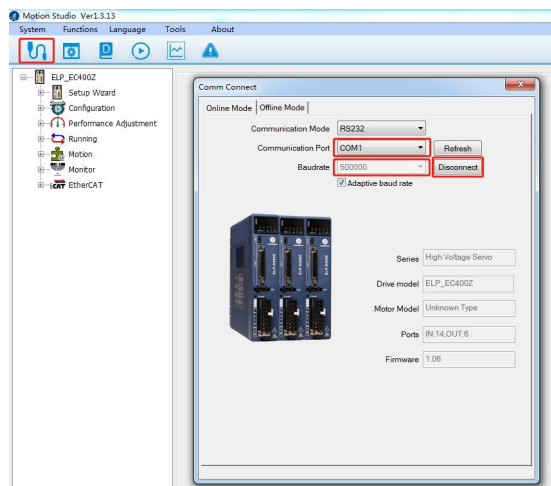 Motion Studio Ver1.3.13
System Functions Language Tools About
D
ELP_EC400Z
Setup Wizard
Configuration
Performance Adjustment
Running
Motion
Monitor
CAT EtherCAT
Comm Connect
Online Mode Offline Mode
Communication Mode RS232
Communication Port COM1 Refresh
Baudrate 500000 Disconnect
Adaptive baud rate
Series High Voltage Servo
Drive model ELP_EC400Z
Motor Model Unknown Type
Ports IN:14,OUT:6
Firmware 1.06